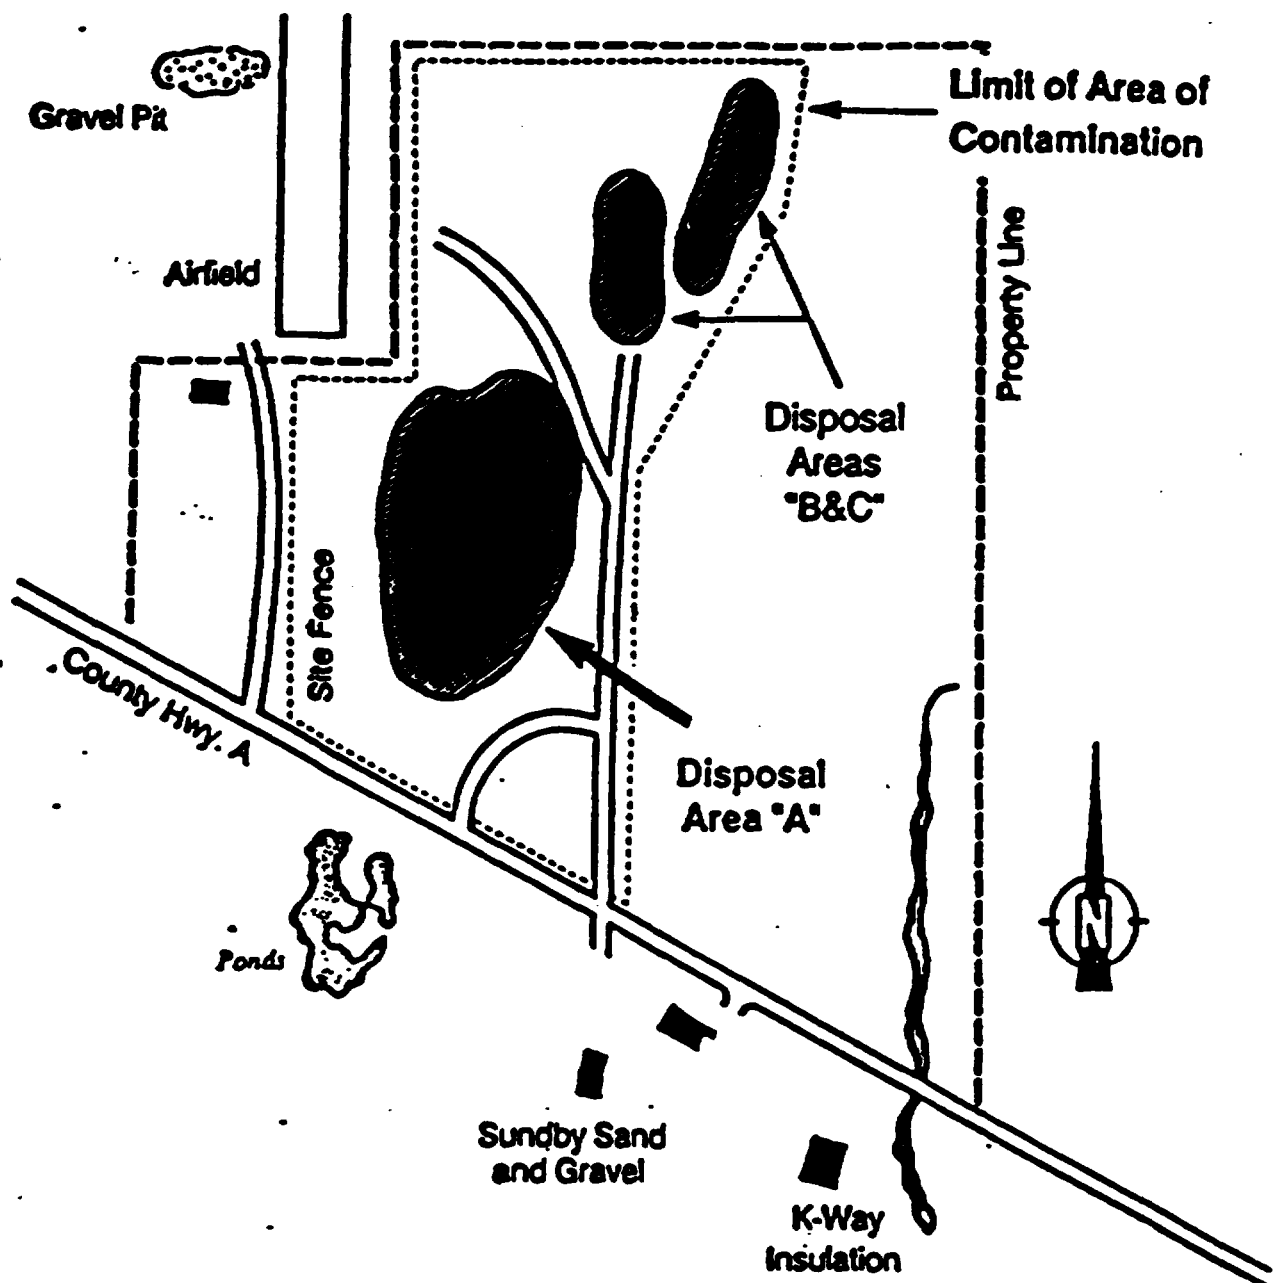 Limit of Area of
Contamination
Gravel Pit
Airfield
Property Line
Disposal
Areas
"B&C"
Site Fence
County Hwy. A
Disposal
Area "A"
N
Ponds
Sundby Sand
and Gravel
K-Way
Insulation